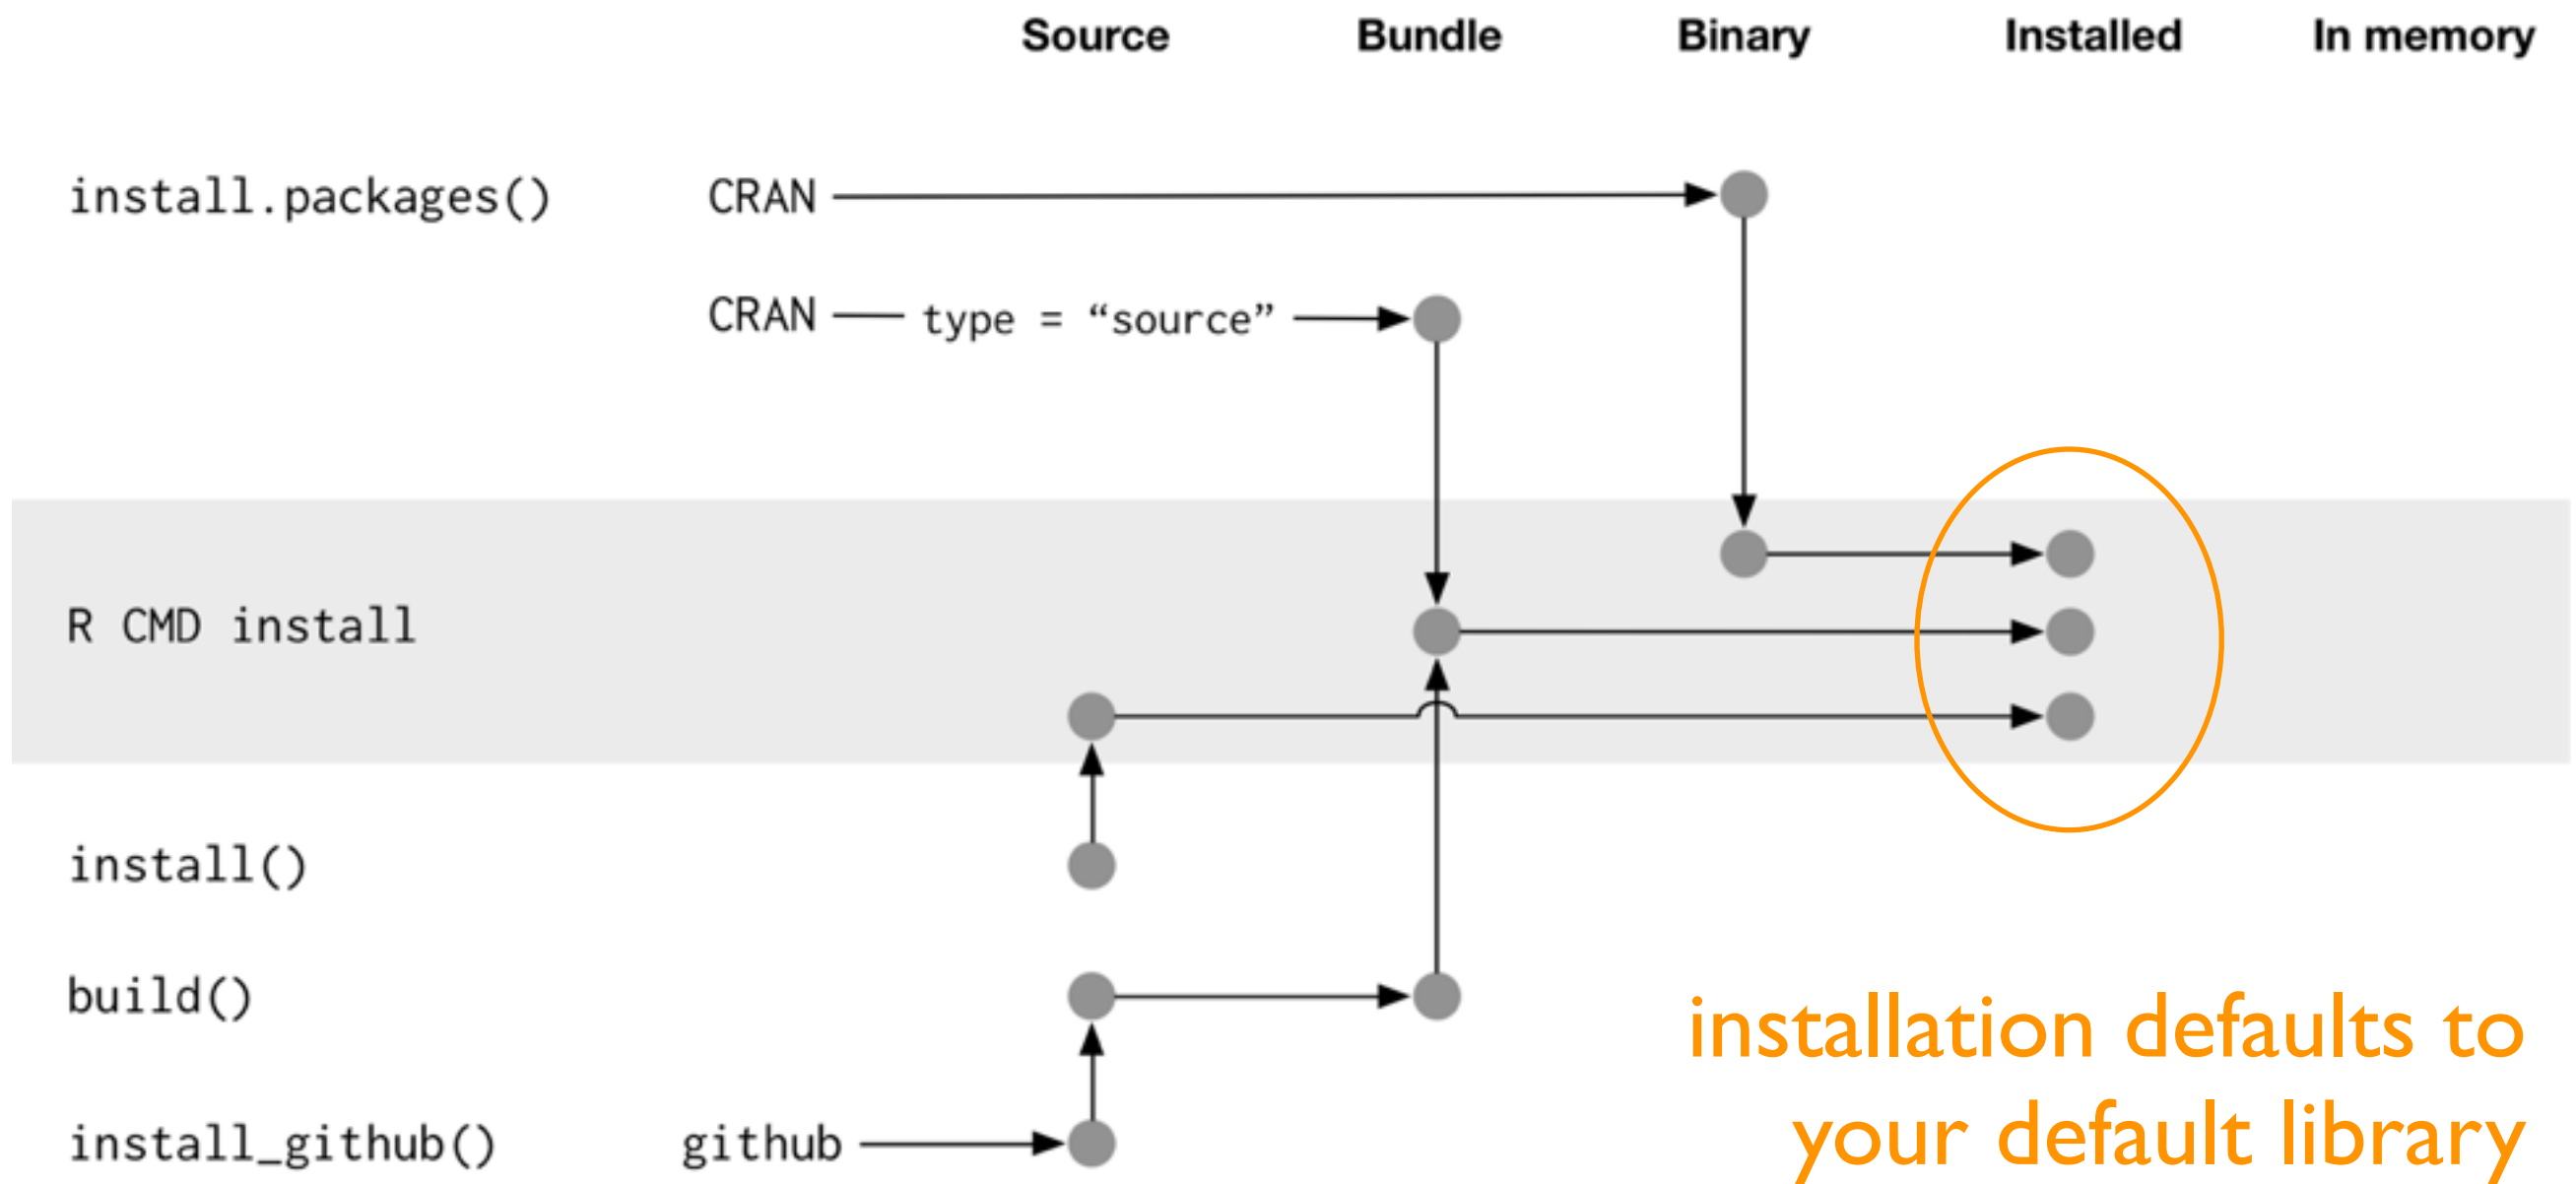 Source Bundle Binary Installed In memory
install.packages() CRAN
CRAN type = “source”
R CMD install
install()
build()
install_github() github
installation defaults to
your default library